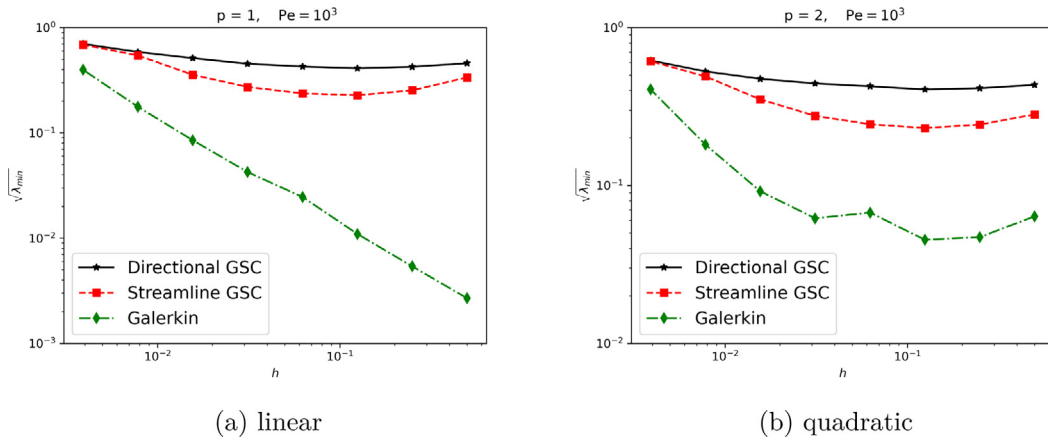 p = 1, Pe = 10³
10⁰
10⁻¹
10⁻²
10⁻³
√λmin
Directional GSC
Streamline GSC
Galerkin
10⁻²
10⁻¹
h
(a) linear
p = 2, Pe = 10³
10⁰
10⁻¹
10⁻²
√λmin
Directional GSC
Streamline GSC
Galerkin
10⁻²
10⁻¹
h
(b) quadratic